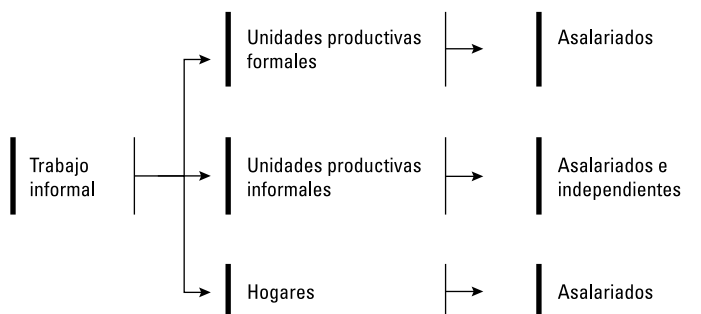 Unidades productivas
formales
Asalariados
Trabajo
informal
Unidades productivas
informales
Asalariados e
independientes
Hogares
Asalariados